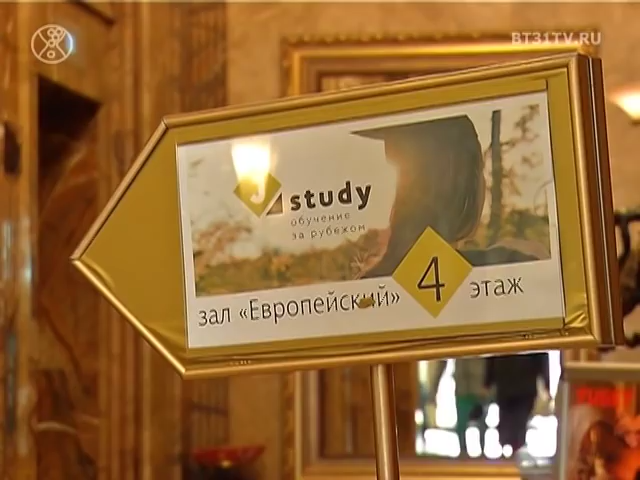 BT31TV.RU
study
обучение
за рубежом
зал «Европейский» 4 этаж